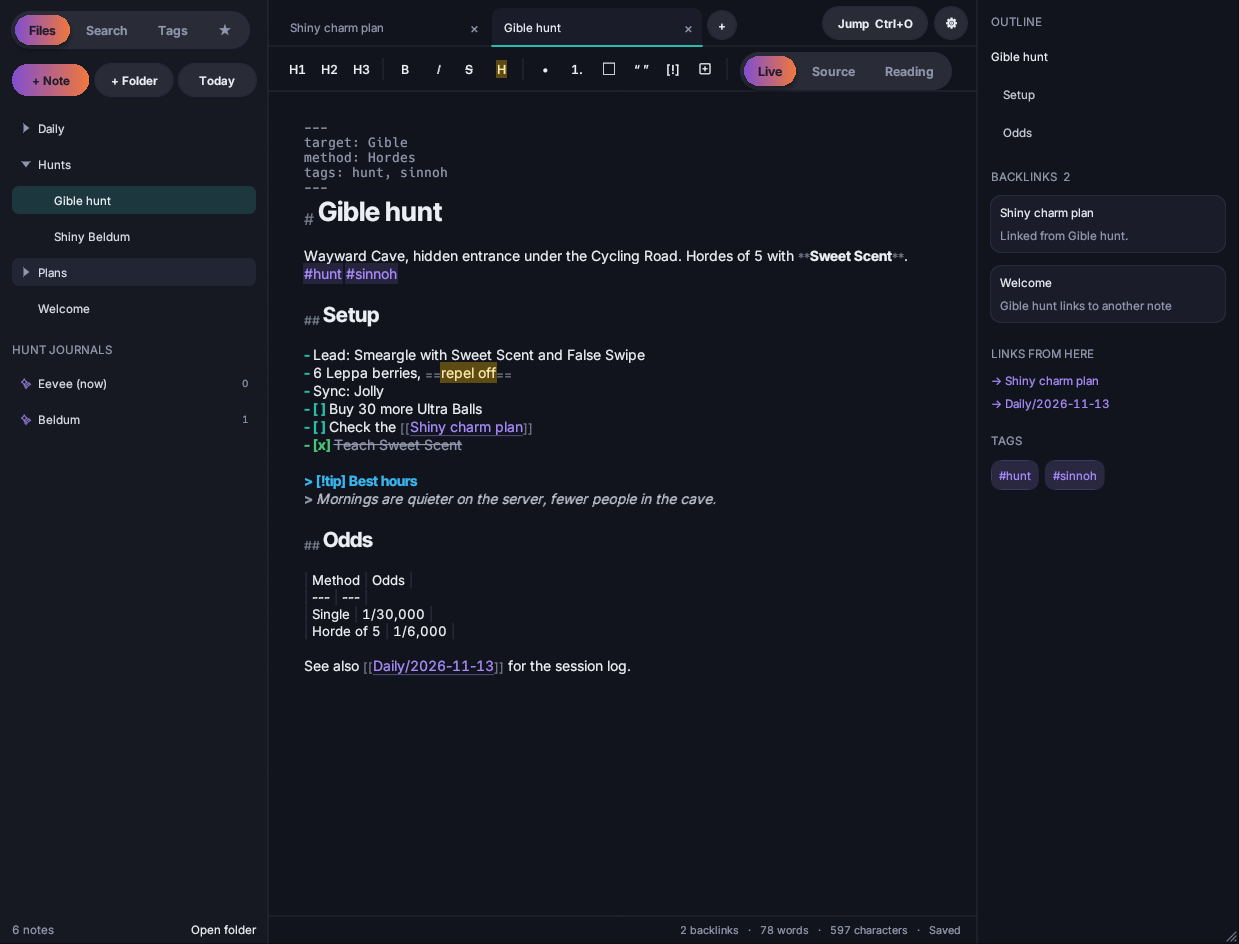 Files Search Tags ★
+ Note + Folder Today
Daily
Hunts
Gible hunt
Shiny Beldum
Plans
Welcome
HUNT JOURNALS
Eevee (now) 0
Beldum 1
6 notes Open folder
Shiny charm plan × Gible hunt × +
Jump Ctrl+O
H1 H2 H3 B I S H • 1. “ ” [!]
Live Source Reading
---
target: Gible
method: Hordes
tags: hunt, sinnoh
---
# Gible hunt
Wayward Cave, hidden entrance under the Cycling Road. Hordes of 5 with **Sweet Scent**.
#hunt #sinnoh
## Setup
- Lead: Smeargle with Sweet Scent and False Swipe
- 6 Leppa berries, ==repel off==
- Sync: Jolly
- [ ] Buy 30 more Ultra Balls
- [ ] Check the [[Shiny charm plan]]
- [x] Teach Sweet Scent
> [!tip] Best hours
> Mornings are quieter on the server, fewer people in the cave.
## Odds
| Method | Odds |
| --- | --- |
| Single | 1/30,000 |
| Horde of 5 | 1/6,000 |
See also [[Daily/2026-11-13]] for the session log.
2 backlinks · 78 words · 597 characters · Saved
OUTLINE
Gible hunt
Setup
Odds
BACKLINKS 2
Shiny charm plan
Linked from Gible hunt.
Welcome
Gible hunt links to another note
LINKS FROM HERE
→ Shiny charm plan
→ Daily/2026-11-13
TAGS
#hunt #sinnoh